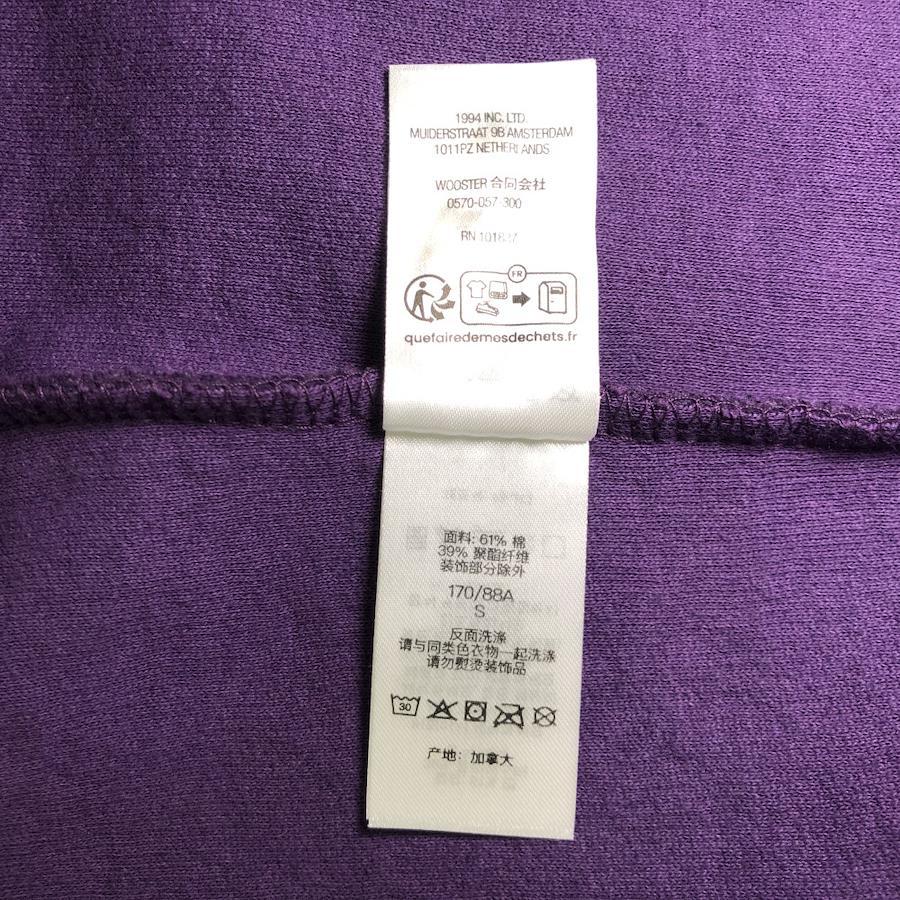 1994 INC. LTD.
MUIDERSTRAAT 9B AMSTERDAM
1011PZ NETHERLANDS
WOOSTER 合同会社
0570-057-300
RN 101837
FR
quefairedemesdechets.fr
面料: 61% 棉
39% 聚酯纤维
装饰部分除外
170/88A
S
反面洗涤
请与同类色衣物一起洗涤
请勿熨烫装饰品
30
产地: 加拿大